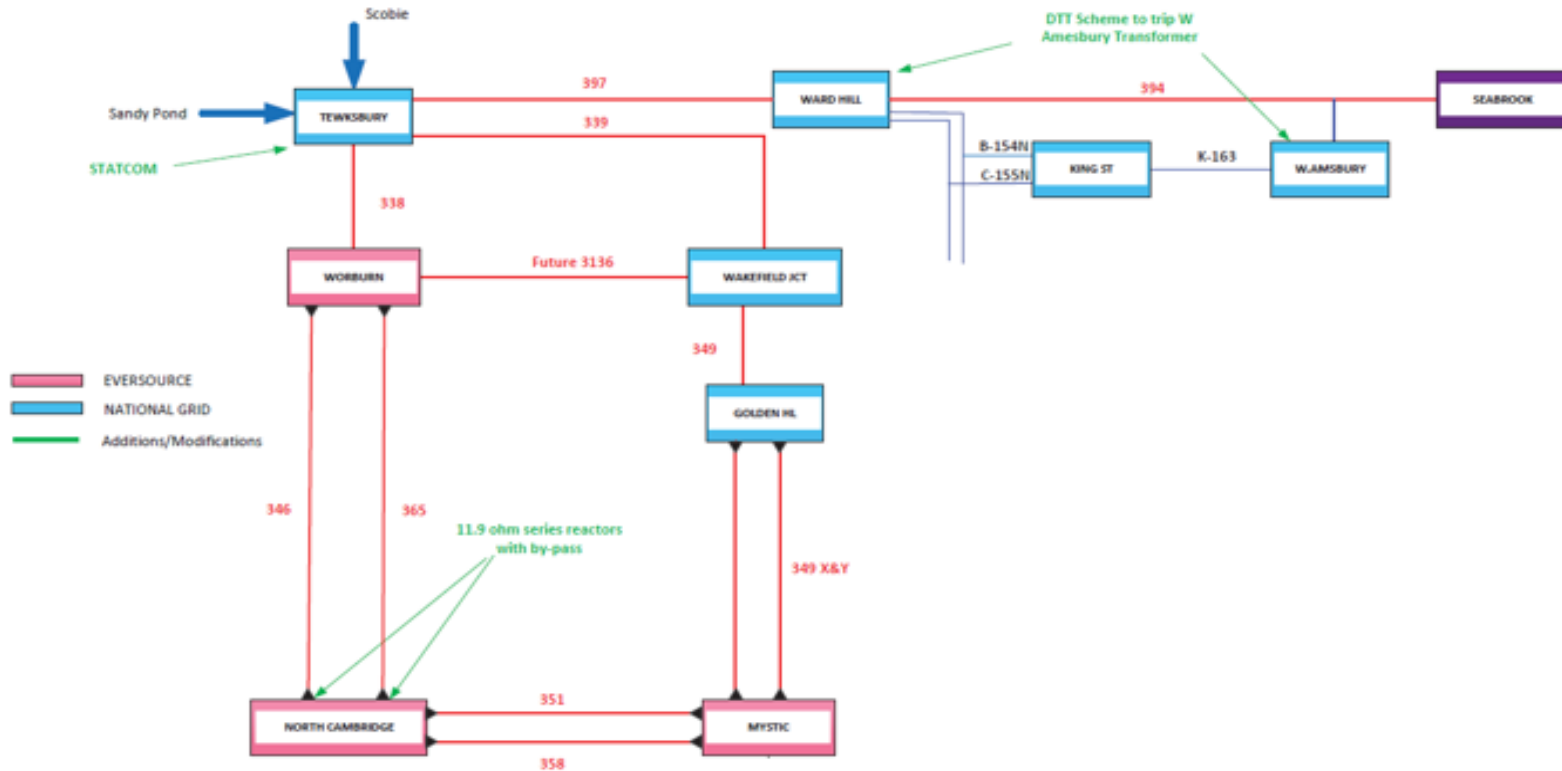 Scobie
DTT Scheme to trip W
Amesbury Transformer
397
394
WARD HILL
SEABROOK
Sandy Pond
TEWKSBURY
339
B-154N
K-163
STATCOM
C-155N
KING ST
W.AMSBURY
338
Future 3136
WORBURN
WAKEFIELD JCT
349
EVERSOURCE
NATIONAL GRID
GOLDEN HL
Additions/Modifications
346
365
11.9 ohm series reactors
with by-pass
349 X&Y
351
NORTH CAMBRIDGE
MYSTIC
358